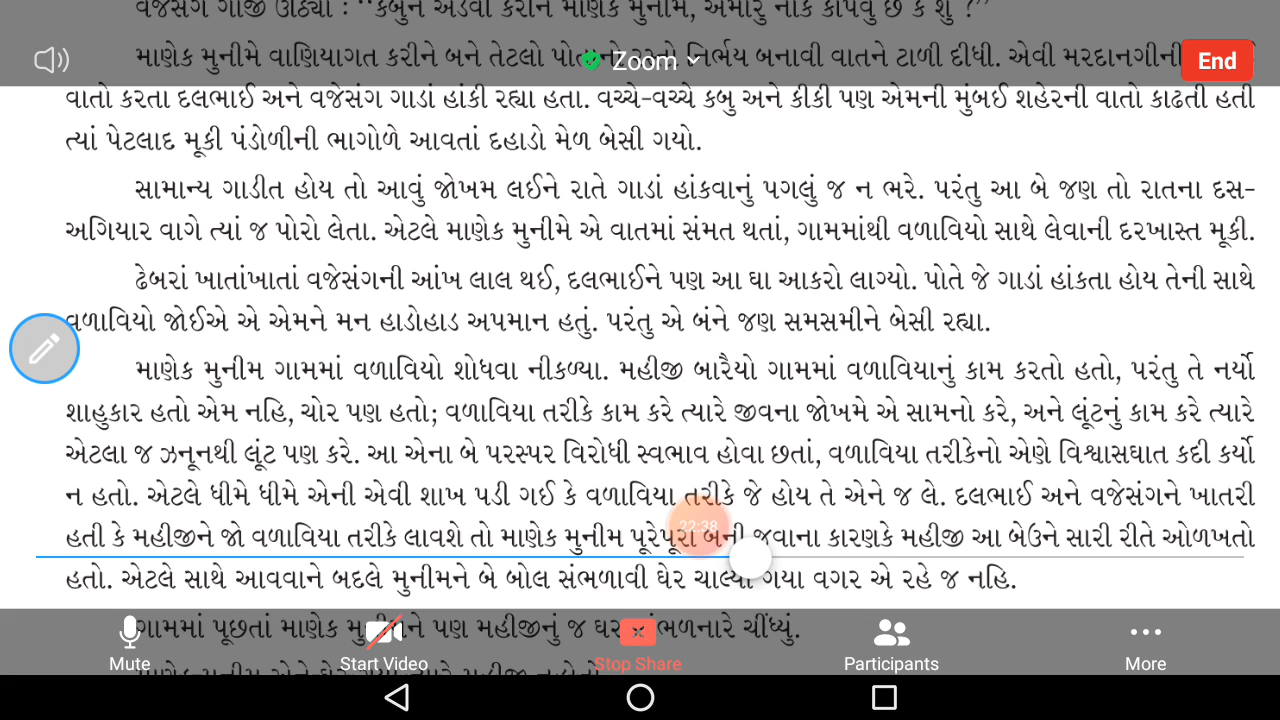 વજેસંગ ગાજી ઊઠ્યો : “કબુને અડવી કરીને માણેક મુનીમ, અમારું નાક કાપવું છે કે શું ?”
માણેક મુનીમે વાણિયાગત કરીને બને તેટલો નિર્ભય બનાવી વાતને ટાળી દીધી. એવી મરદાનગીની
Zoom
End
વાતો કરતા દલભાઈ અને વજેસંગ ગાડાં હાંકી રહ્યા હતા. વચ્ચે-વચ્ચે કબુ અને કીકી પણ એમની મુંબઈ શહેરની વાતો કાઢતી હતી
ત્યાં પેટલાદ મૂકી પંડોળીની ભાગોળે આવતાં દહાડો મેળ બેસી ગયો.
સામાન્ય ગાડીત હોય તો આવું જોખમ લઈને રાતે ગાડાં હાંકવાનું પગલું જ ન ભરે. પરંતુ આ બે જણ તો રાતના દસ-
અગિયાર વાગે ત્યાં જ પોરો લેતા. એટલે માણેક મુનીમે એ વાતમાં સંમત થતાં, ગામમાંથી વળાવિયો સાથે લેવાની દરખાસ્ત મૂકી.
ઢેબરાં ખાતાંખાતાં વજેસંગની આંખ લાલ થઈ, દલભાઈને પણ આ ઘા આકરો લાગ્યો. પોતે જે ગાડાં હાંકતા હોય તેની સાથે
વળાવિયો જોઈએ એ એમને મન હાડોહાડ અપમાન હતું. પરંતુ એ બંને જણ સમસમીને બેસી રહ્યા.
માણેક મુનીમ ગામમાં વળાવિયો શોધવા નીકળ્યા. મહીજી બારૈયો ગામમાં વળાવિયાનું કામ કરતો હતો, પરંતુ તે નર્યો
શાહુકાર હતો એમ નહિ, ચોર પણ હતો; વળાવિયા તરીકે કામ કરે ત્યારે જીવના જોખમે એ સામનો કરે, અને લૂંટનું કામ કરે ત્યારે
એટલા જ ઝનૂનથી લૂંટ પણ કરે. આ એના બે પરસ્પર વિરોધી સ્વભાવ હોવા છતાં, વળાવિયા તરીકેનો એણે વિશ્વાસઘાત કદી કર્યો
ન હતો. એટલે ધીમે ધીમે એની એવી શાખ પડી ગઈ કે વળાવિયા તરીકે જે હોય તે એને જ લે. દલભાઈ અને વજેસંગને ખાતરી
22:38
હતી કે મહીજીને જો વળાવિયા તરીકે લાવશે તો માણેક મુનીમ પૂરેપૂરા બની જવાના કારણકે મહીજી આ બેઉને સારી રીતે ઓળખતો
હતો. એટલે સાથે આવવાને બદલે મુનીમને બે બોલ સંભળાવી ઘેર ચાલ્યા ગયા વગર એ રહે જ નહિ.
ગામમાં પૂછતાં માણેક પણ મહીજીનું જ ઘર ચીંધ્યું.
Mute
Start Video
Stop Share
Participants
More